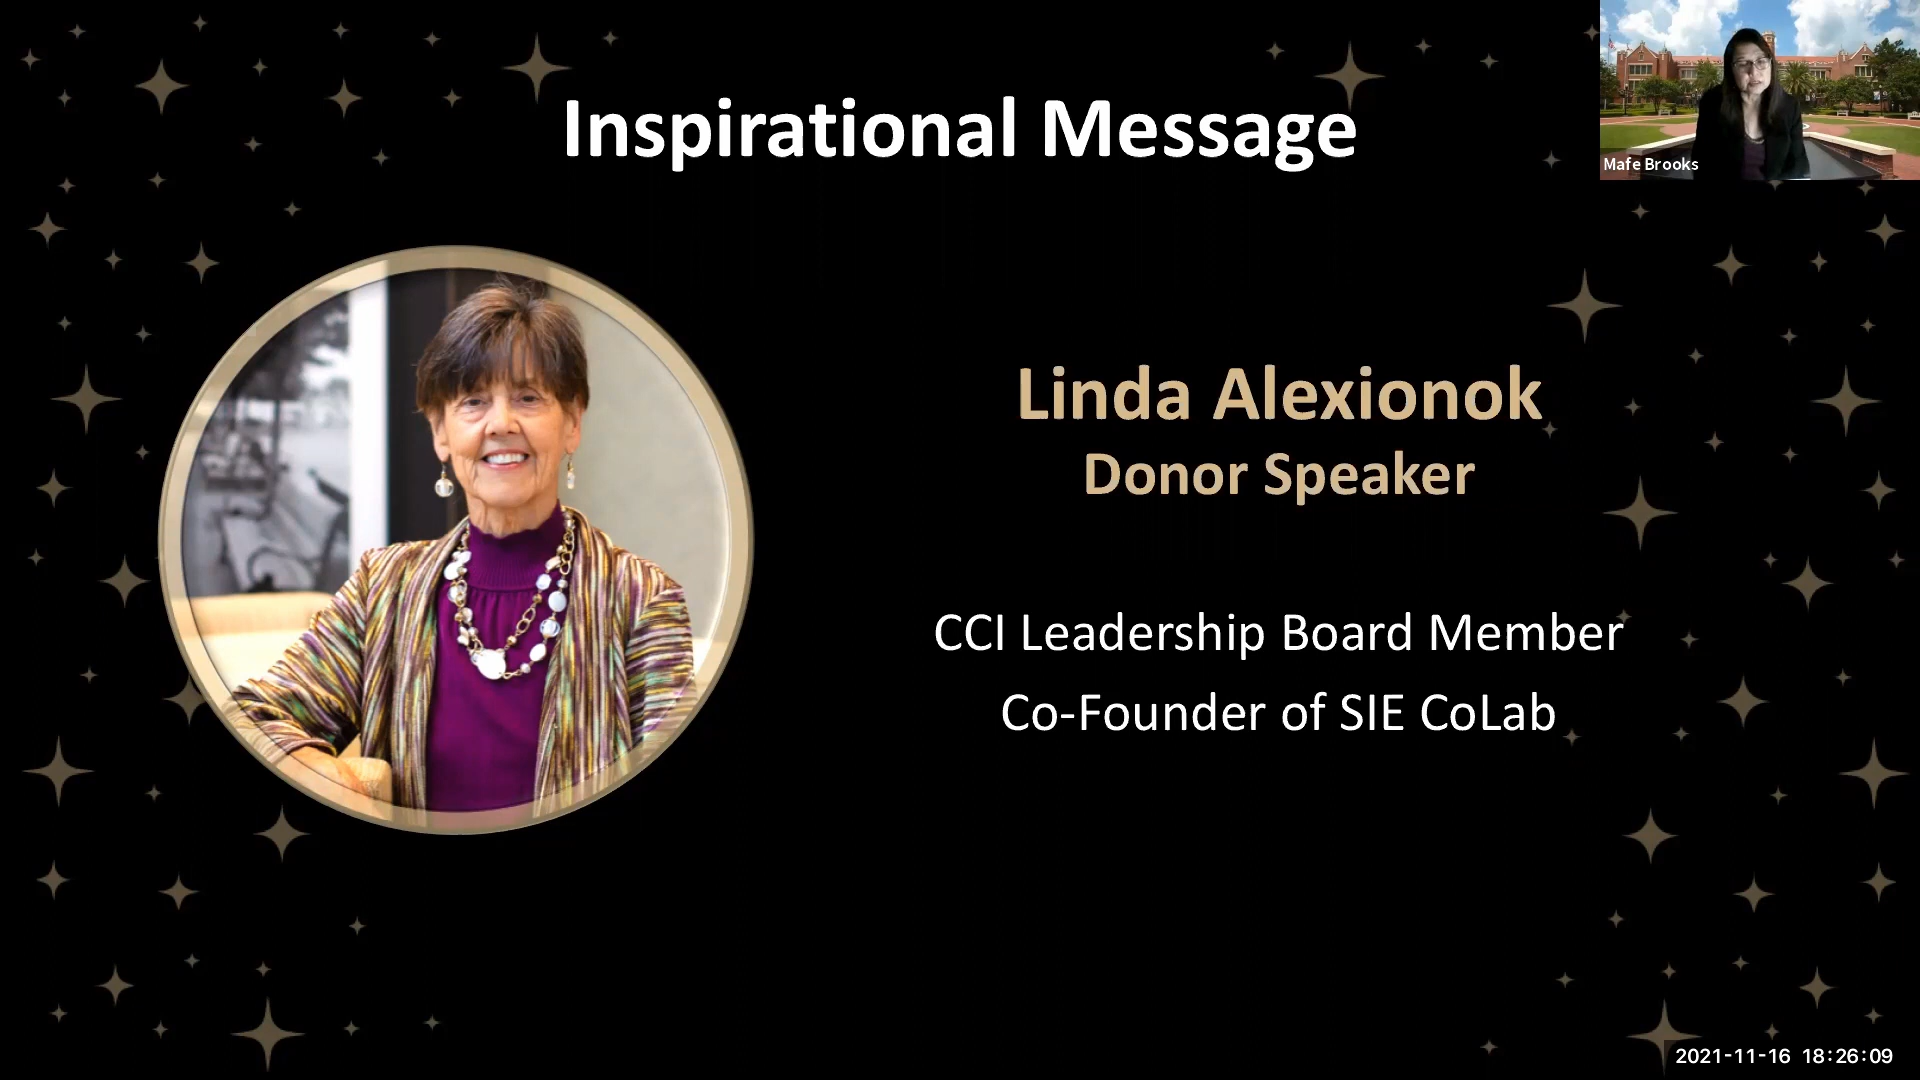 Inspirational Message
Mafe Brooks
Linda Alexionok
Donor Speaker
CCI Leadership Board Member
Co-Founder of SIE CoLab
2021-11-16 18:26:09